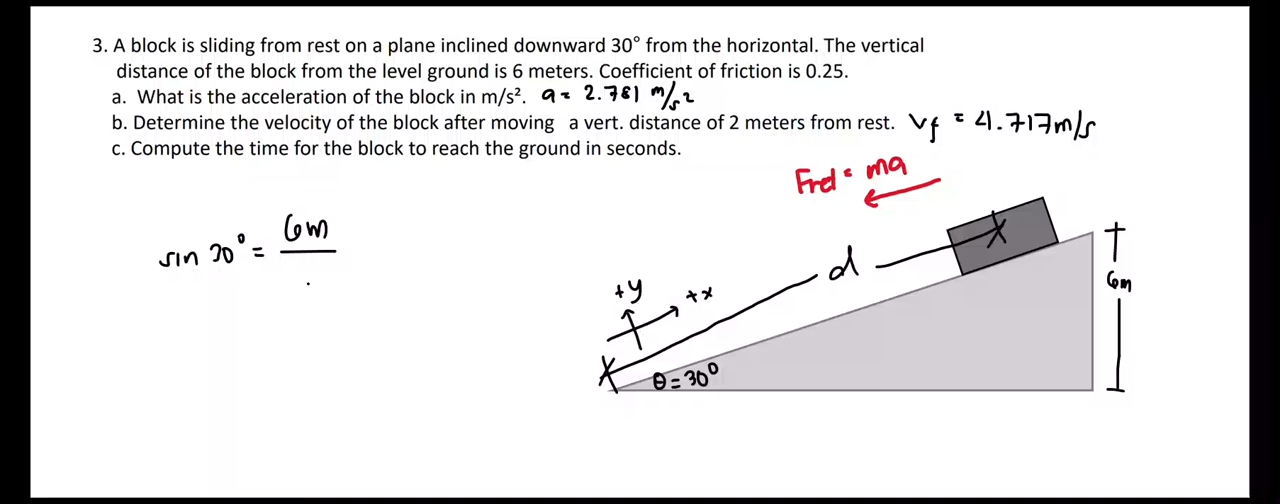 3. A block is sliding from rest on a plane inclined downward 30° from the horizontal. The vertical
distance of the block from the level ground is 6 meters. Coefficient of friction is 0.25.
a. What is the acceleration of the block in m/s². a = 2.781 m/s²
b. Determine the velocity of the block after moving a vert. distance of 2 meters from rest. Vf = 4.717m/s
c. Compute the time for the block to reach the ground in seconds.
Fnet = ma
sin 30° = 6m
d
+y
+x
6m
θ = 30°